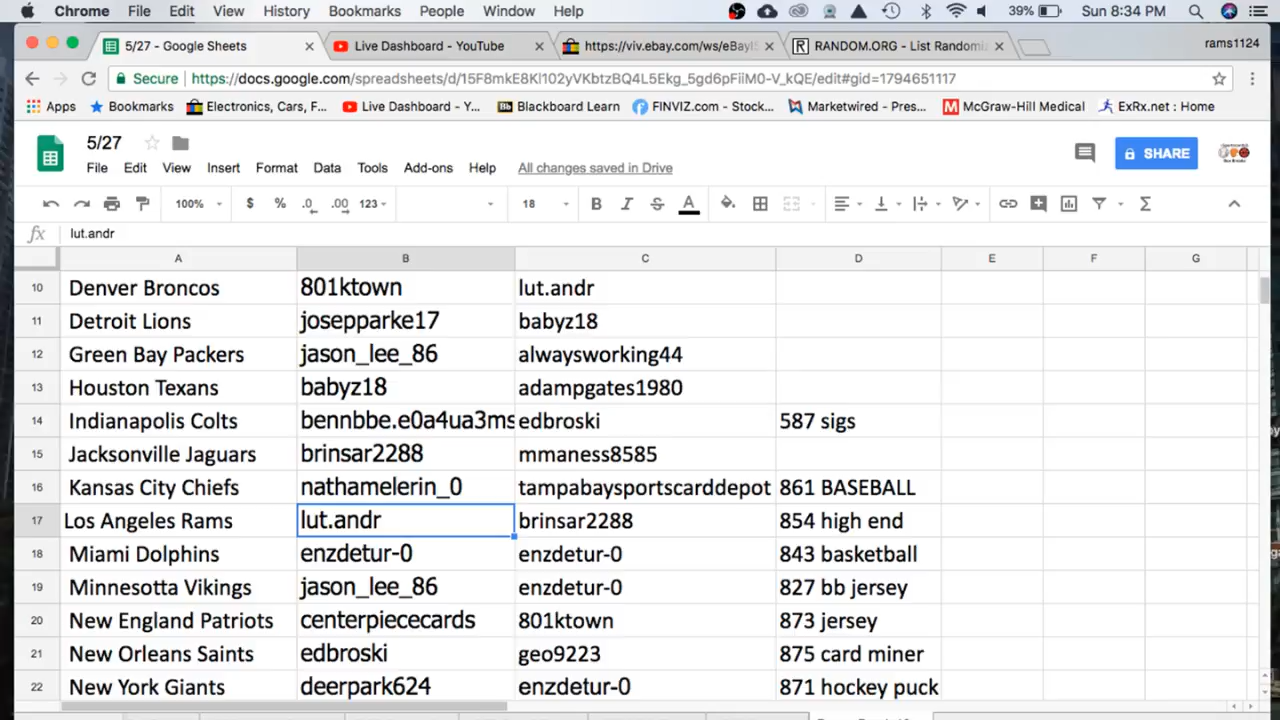 Chrome File Edit View History Bookmarks People Window Help 39% Sun 8:34 PM
5/27 - Google Sheets Live Dashboard - YouTube https://viv.ebay.com/ws/eBayI RANDOM.ORG - List Randomi rams1124
Secure https://docs.google.com/spreadsheets/d/15F8mkE8Kl102yVKbtzBQ4L5Ekg_5gd6pFiiM0-V_kQE/edit#gid=1794651117
Apps Bookmarks Electronics, Cars, F... Live Dashboard - Y... Bb Blackboard Learn FINVIZ.com - Stock... Marketwired - Pres... McGraw-Hill Medical ExRx.net : Home
5/27
SHARE
File Edit View Insert Format Data Tools Add-ons Help All changes saved in Drive
100% $ % .0 .00 123 18 B I S A
fx lut.andr
A B C D E F G
10 Denver Broncos 801ktown lut.andr
11 Detroit Lions josepparke17 babyz18
12 Green Bay Packers jason_lee_86 alwaysworking44
13 Houston Texans babyz18 adampgates1980
14 Indianapolis Colts bennbbe.e0a4ua3ms edbroski 587 sigs
15 Jacksonville Jaguars brinsar2288 mmaness8585
16 Kansas City Chiefs nathamelerin_0 tampabaysportscarddepot 861 BASEBALL
17 Los Angeles Rams lut.andr brinsar2288 854 high end
18 Miami Dolphins enzdetur-0 enzdetur-0 843 basketball
19 Minnesotta Vikings jason_lee_86 enzdetur-0 827 bb jersey
20 New England Patriots centerpiececards 801ktown 873 jersey
21 New Orleans Saints edbroski geo9223 875 card miner
22 New York Giants deerpark624 enzdetur-0 871 hockey puck